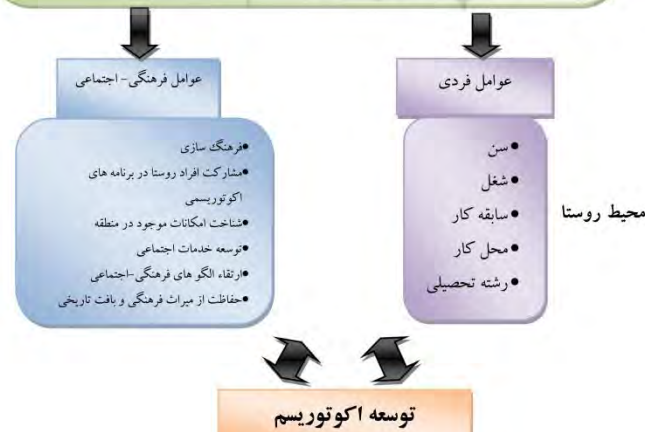 عوامل فردی
•سن
•شغل
•سابقه کار
•محل کار
•رشته تحصیلی
محیط روستا
عوامل فرهنگی- اجتماعی
•فرهنگ سازی
•مشارکت افراد روستا در برنامه های
اکوتوریسمی
•شناخت امکانات موجود در منطقه
•توسعه خدمات اجتماعی
•ارتقاء الگو های فرهنگی-اجتماعی
•حفاظت از میراث فرهنگی و بافت تاریخی
توسعه اکوتوریسم